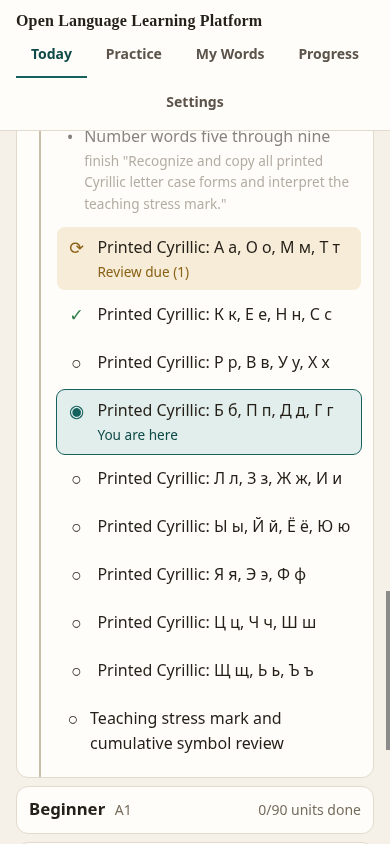 Open Language Learning Platform
Today Practice My Words Progress
Settings
• Number words five through nine
finish "Recognize and copy all printed
Cyrillic letter case forms and interpret the
teaching stress mark."
⟳ Printed Cyrillic: А а, О о, М м, Т т
Review due (1)
✓ Printed Cyrillic: К к, Е е, Н н, С с
○ Printed Cyrillic: Р р, В в, У у, Х х
◉ Printed Cyrillic: Б б, П п, Д д, Г г
You are here
○ Printed Cyrillic: Л л, З з, Ж ж, И и
○ Printed Cyrillic: Ы ы, Й й, Ё ё, Ю ю
○ Printed Cyrillic: Я я, Э э, Ф ф
○ Printed Cyrillic: Ц ц, Ч ч, Ш ш
○ Printed Cyrillic: Щ щ, Ь ь, Ъ ъ
○ Teaching stress mark and
cumulative symbol review
Beginner A1 0/90 units done